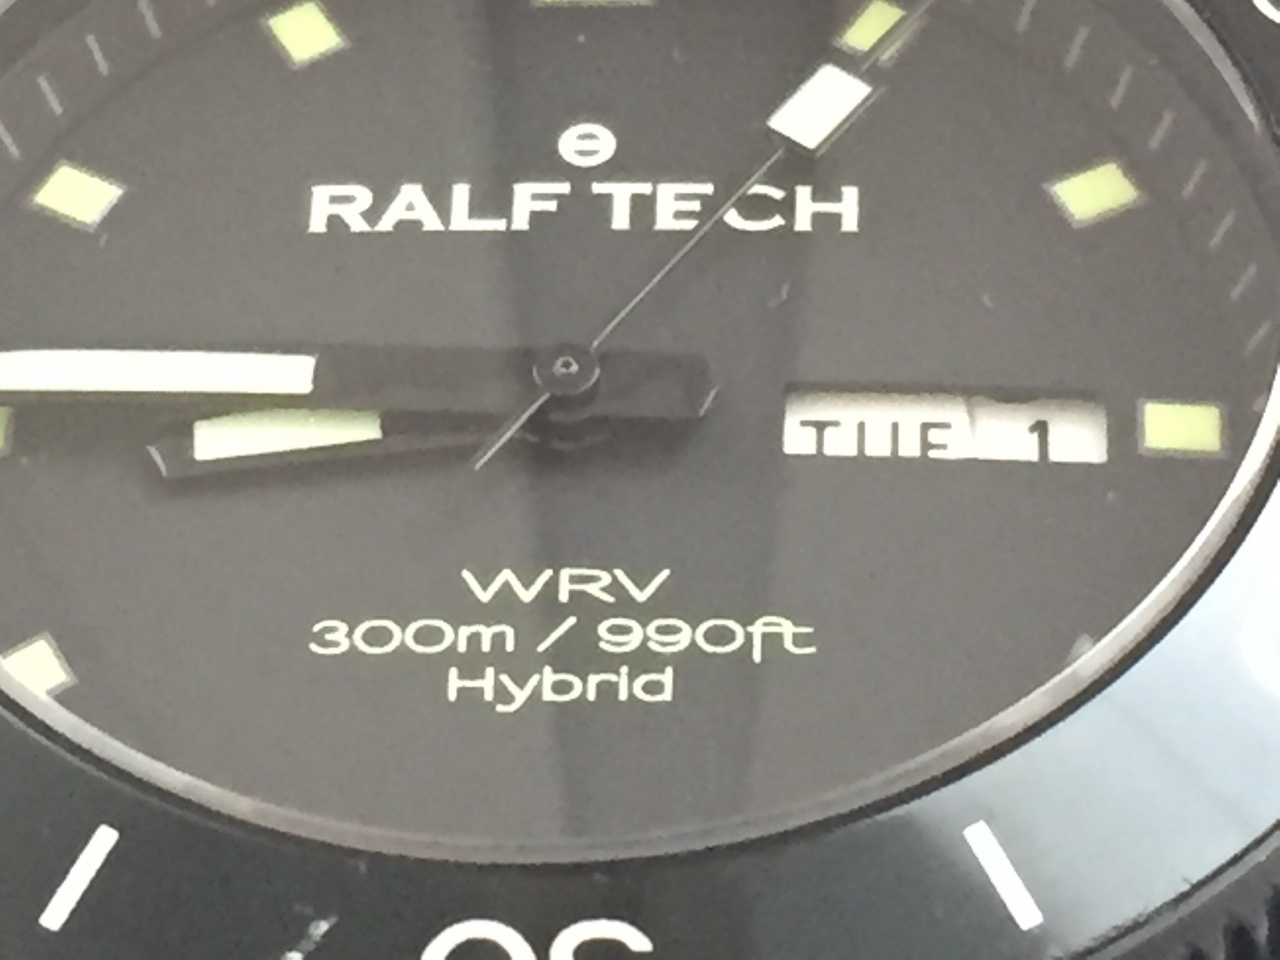 RALF TECH
TUE 1
WRV
300m / 990ft
Hybrid